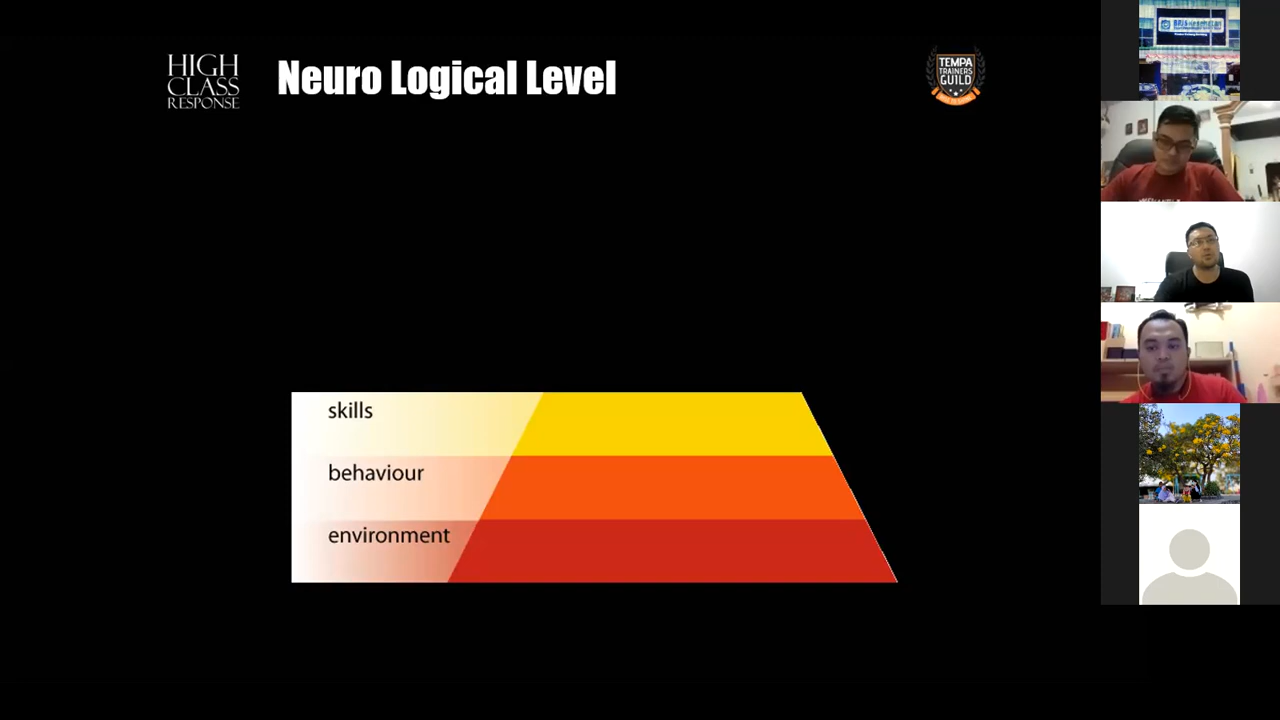 HIGH
CLASS
RESPONSE
Neuro Logical Level
TEMPA
TRAINERS
GUILD
skills
behaviour
environment